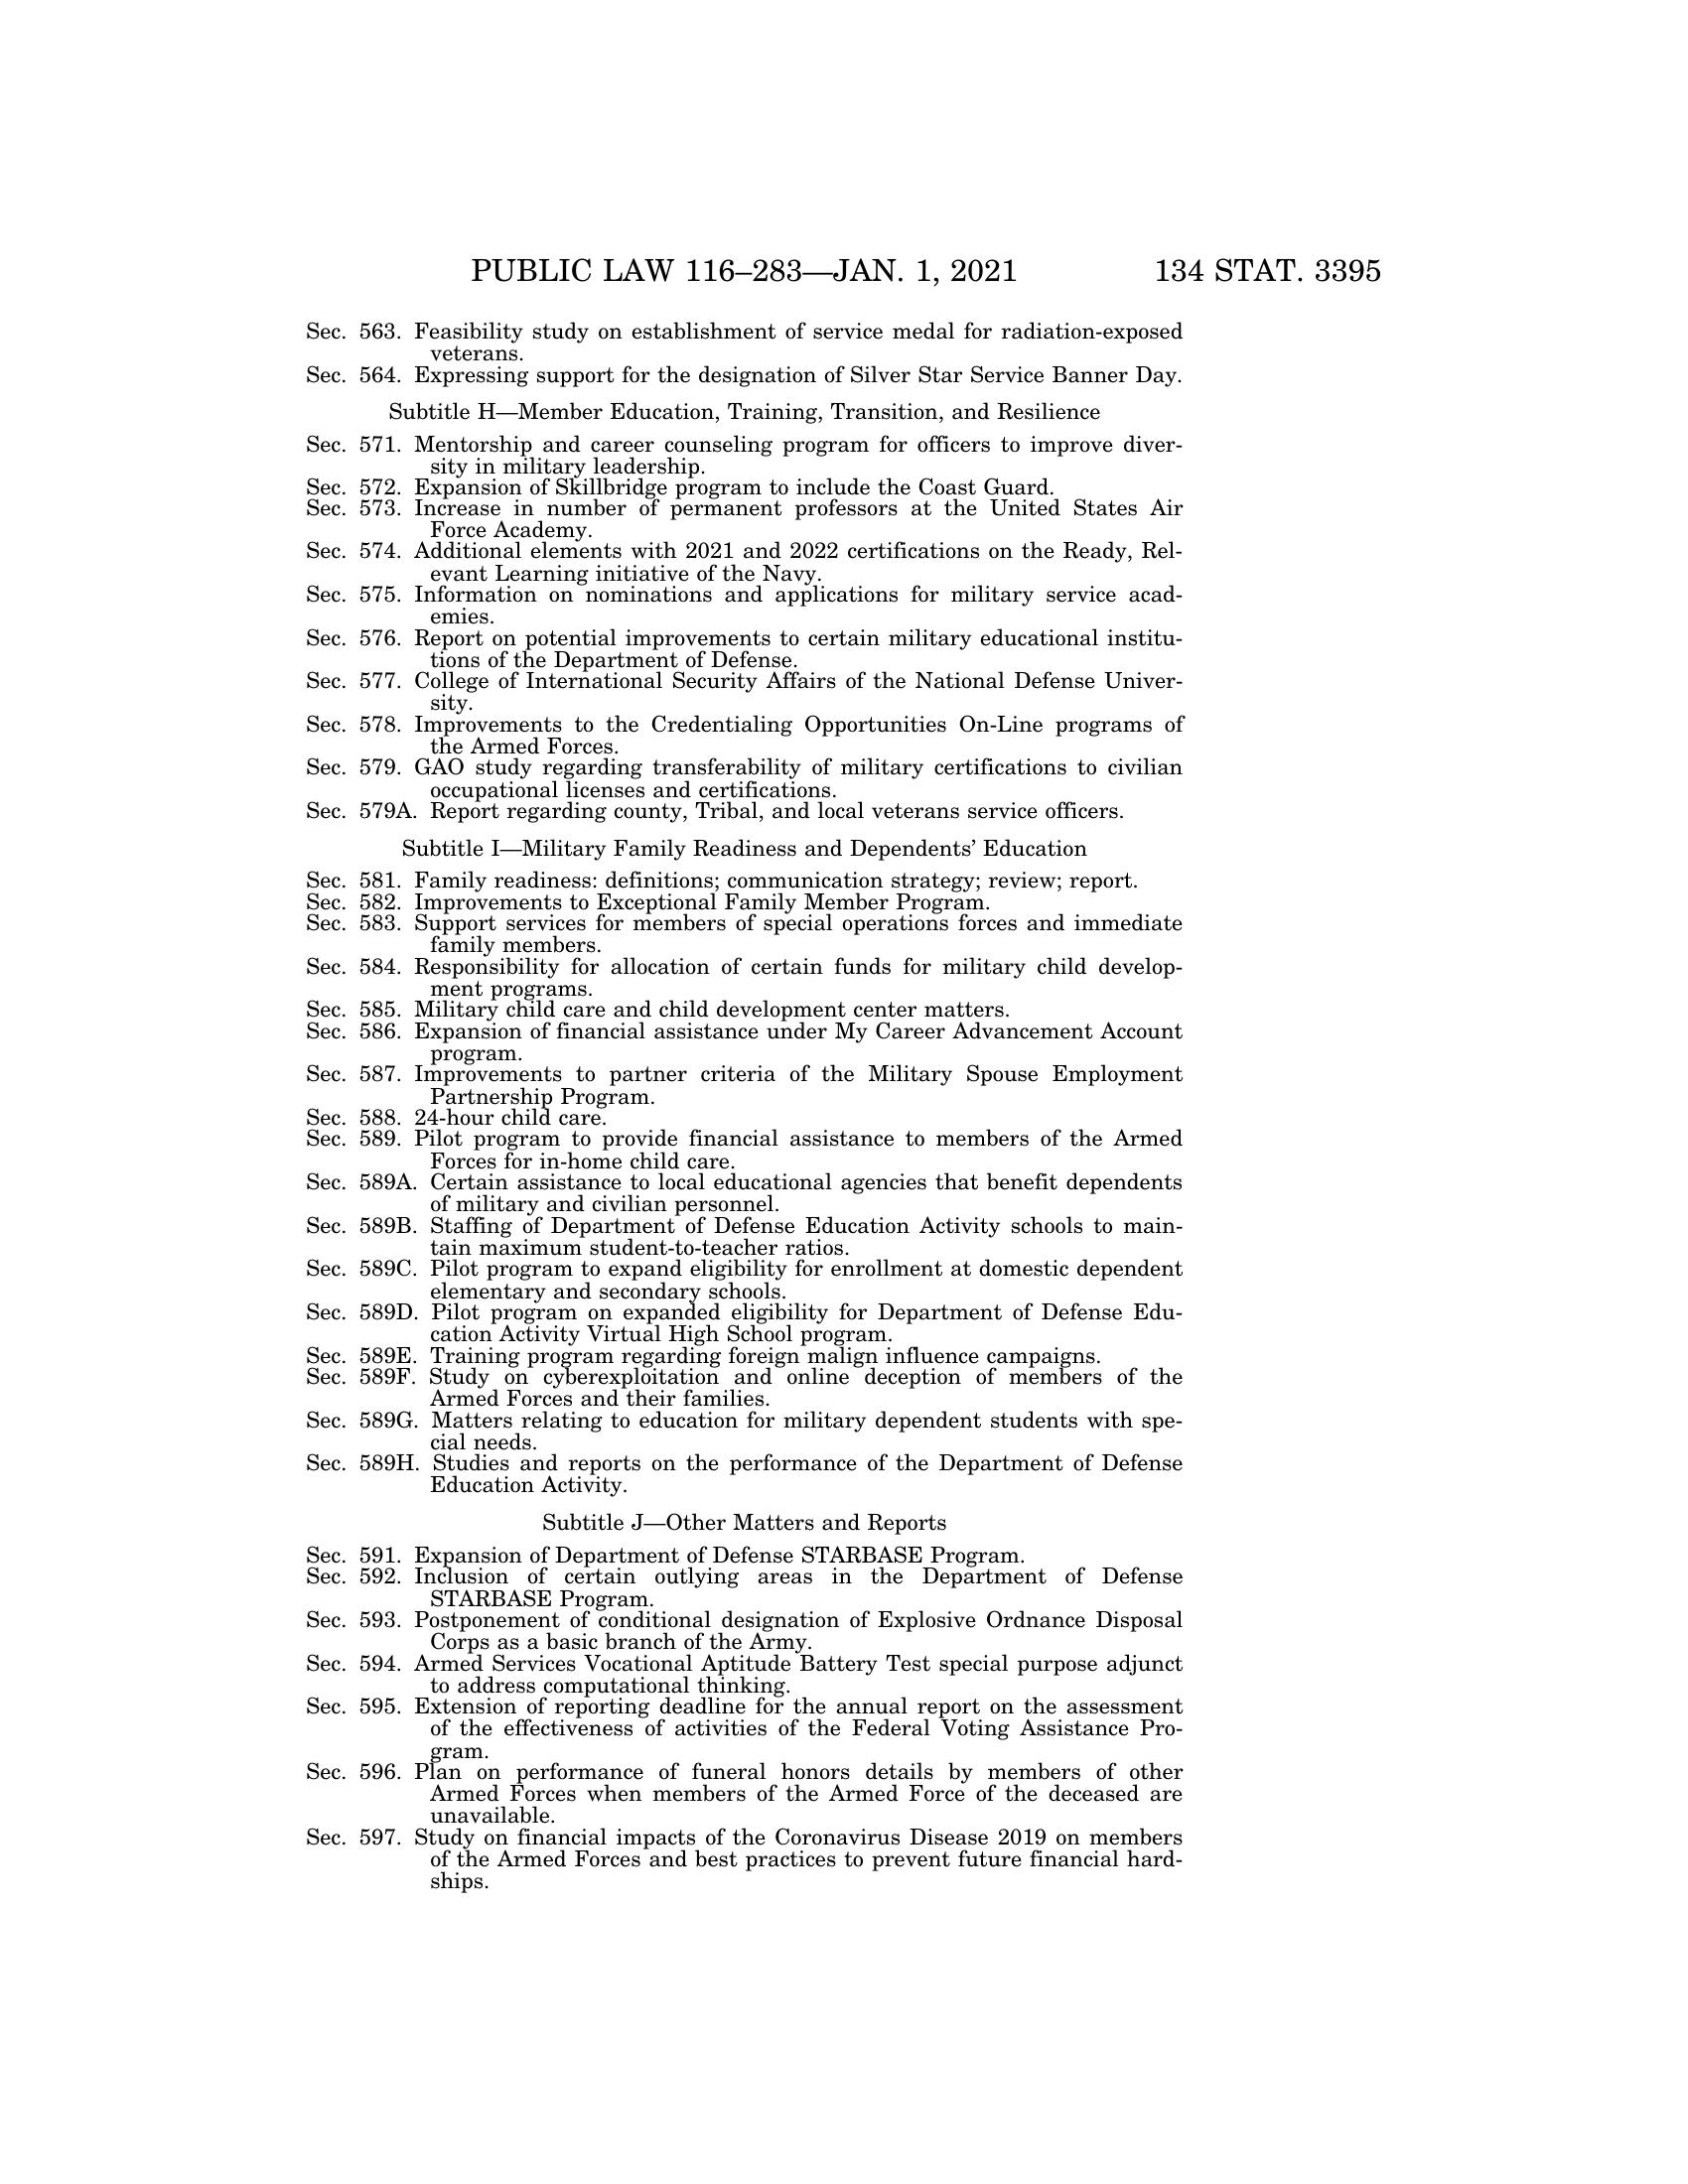 PUBLIC LAW 116–283—JAN. 1, 2021 134 STAT. 3395
Sec. 563. Feasibility study on establishment of service medal for radiation-exposed
veterans.
Sec. 564. Expressing support for the designation of Silver Star Service Banner Day.
Subtitle H—Member Education, Training, Transition, and Resilience
Sec. 571. Mentorship and career counseling program for officers to improve diver-
sity in military leadership.
Sec. 572. Expansion of Skillbridge program to include the Coast Guard.
Sec. 573. Increase in number of permanent professors at the United States Air
Force Academy.
Sec. 574. Additional elements with 2021 and 2022 certifications on the Ready, Rel-
evant Learning initiative of the Navy.
Sec. 575. Information on nominations and applications for military service acad-
emies.
Sec. 576. Report on potential improvements to certain military educational institu-
tions of the Department of Defense.
Sec. 577. College of International Security Affairs of the National Defense Univer-
sity.
Sec. 578. Improvements to the Credentialing Opportunities On-Line programs of
the Armed Forces.
Sec. 579. GAO study regarding transferability of military certifications to civilian
occupational licenses and certifications.
Sec. 579A. Report regarding county, Tribal, and local veterans service officers.
Subtitle I—Military Family Readiness and Dependents’ Education
Sec. 581. Family readiness: definitions; communication strategy; review; report.
Sec. 582. Improvements to Exceptional Family Member Program.
Sec. 583. Support services for members of special operations forces and immediate
family members.
Sec. 584. Responsibility for allocation of certain funds for military child develop-
ment programs.
Sec. 585. Military child care and child development center matters.
Sec. 586. Expansion of financial assistance under My Career Advancement Account
program.
Sec. 587. Improvements to partner criteria of the Military Spouse Employment
Partnership Program.
Sec. 588. 24-hour child care.
Sec. 589. Pilot program to provide financial assistance to members of the Armed
Forces for in-home child care.
Sec. 589A. Certain assistance to local educational agencies that benefit dependents
of military and civilian personnel.
Sec. 589B. Staffing of Department of Defense Education Activity schools to main-
tain maximum student-to-teacher ratios.
Sec. 589C. Pilot program to expand eligibility for enrollment at domestic dependent
elementary and secondary schools.
Sec. 589D. Pilot program on expanded eligibility for Department of Defense Edu-
cation Activity Virtual High School program.
Sec. 589E. Training program regarding foreign malign influence campaigns.
Sec. 589F. Study on cyberexploitation and online deception of members of the
Armed Forces and their families.
Sec. 589G. Matters relating to education for military dependent students with spe-
cial needs.
Sec. 589H. Studies and reports on the performance of the Department of Defense
Education Activity.
Subtitle J—Other Matters and Reports
Sec. 591. Expansion of Department of Defense STARBASE Program.
Sec. 592. Inclusion of certain outlying areas in the Department of Defense
STARBASE Program.
Sec. 593. Postponement of conditional designation of Explosive Ordnance Disposal
Corps as a basic branch of the Army.
Sec. 594. Armed Services Vocational Aptitude Battery Test special purpose adjunct
to address computational thinking.
Sec. 595. Extension of reporting deadline for the annual report on the assessment
of the effectiveness of activities of the Federal Voting Assistance Pro-
gram.
Sec. 596. Plan on performance of funeral honors details by members of other
Armed Forces when members of the Armed Force of the deceased are
unavailable.
Sec. 597. Study on financial impacts of the Coronavirus Disease 2019 on members
of the Armed Forces and best practices to prevent future financial hard-
ships.